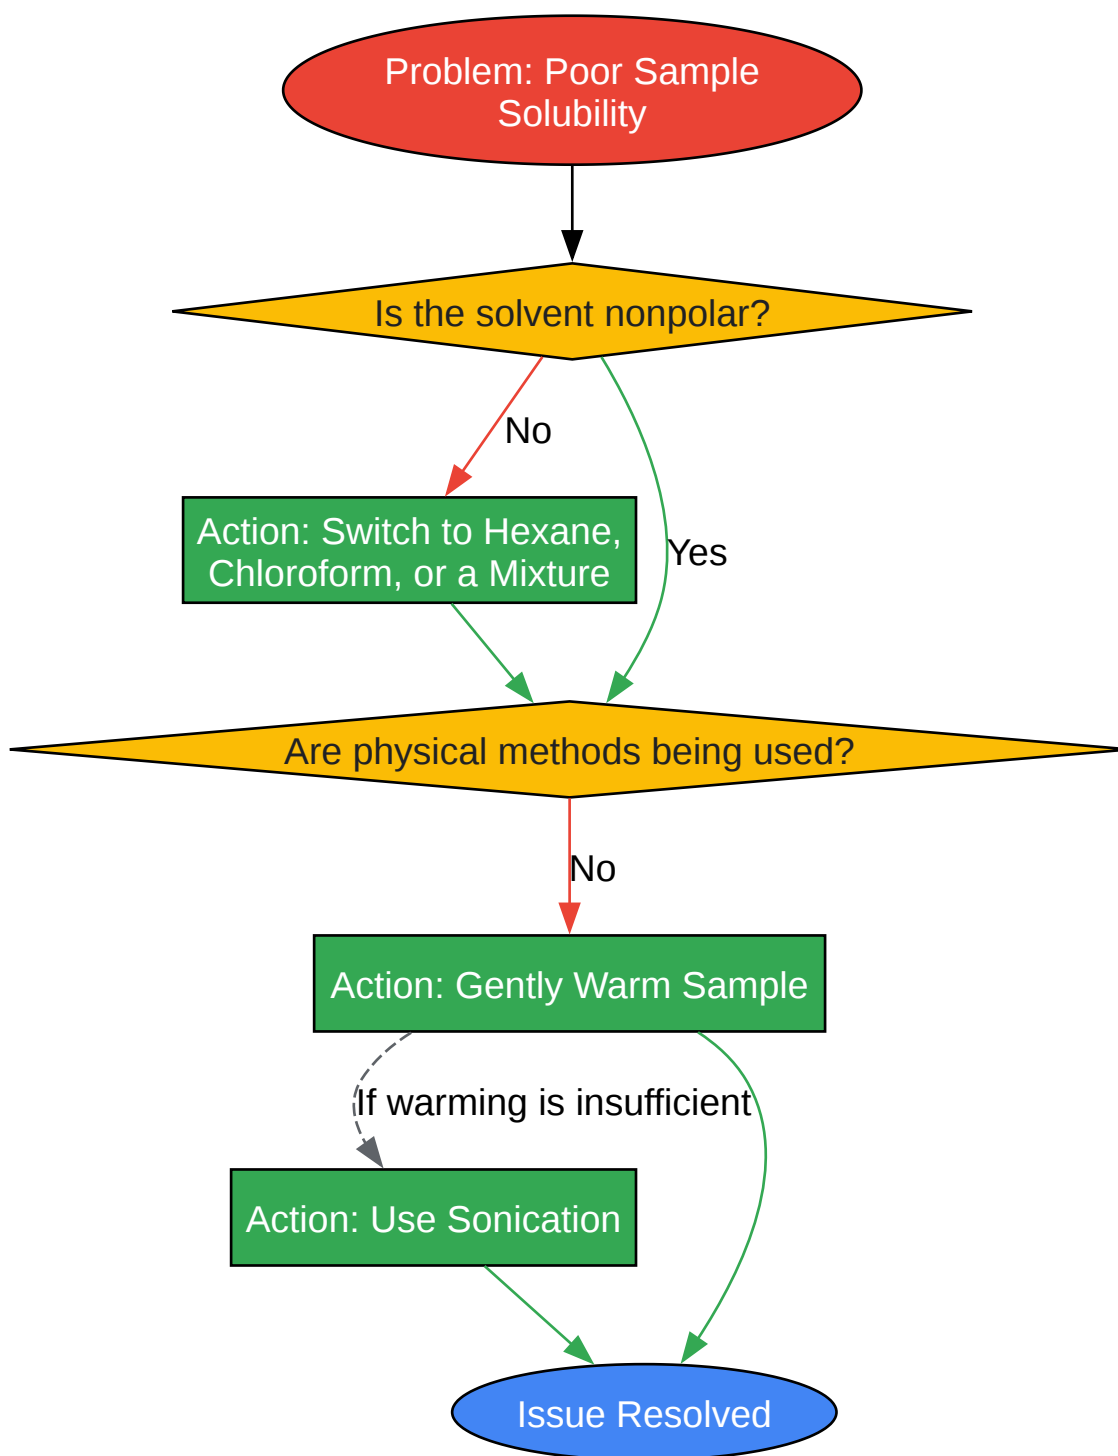 Problem: Poor Sample
Solubility
Is the solvent nonpolar?
No
Action: Switch to Hexane,
Chloroform, or a Mixture
Yes
Are physical methods being used?
No
Action: Gently Warm Sample
If warming is insufficient
Action: Use Sonication
Issue Resolved